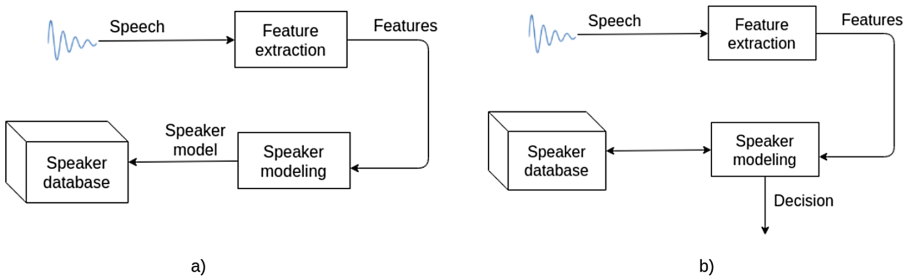 Speech
Feature
extraction
Features
Speaker
model
Speaker
database
Speaker
modeling
a)
Speech
Feature
extraction
Features
Speaker
database
Speaker
modeling
Decision
b)